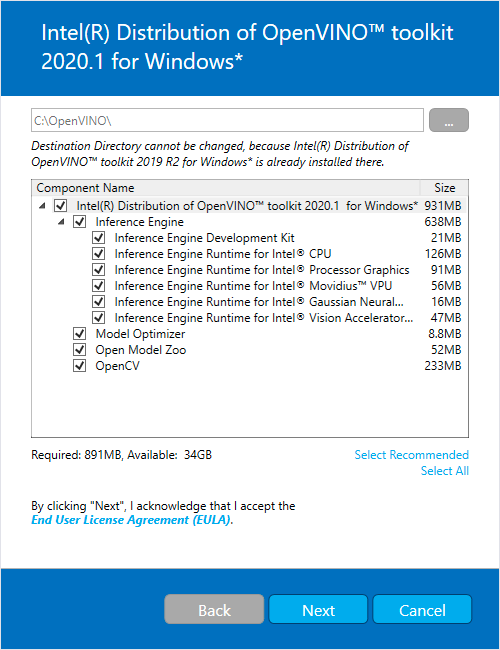 Intel(R) Distribution of OpenVINO™ toolkit
2020.1 for Windows*
C:\OpenVINO\
...
Destination Directory cannot be changed, because Intel(R) Distribution of
OpenVINO™ toolkit 2019 R2 for Windows* is already installed there.
Component Name Size
Intel(R) Distribution of OpenVINO™ toolkit 2020.1 for Windows* 931MB
Inference Engine 638MB
Inference Engine Development Kit 21MB
Inference Engine Runtime for Intel® CPU 126MB
Inference Engine Runtime for Intel® Processor Graphics 91MB
Inference Engine Runtime for Intel® Movidius™ VPU 56MB
Inference Engine Runtime for Intel® Gaussian Neural... 16MB
Inference Engine Runtime for Intel® Vision Accelerator... 47MB
Model Optimizer 8.8MB
Open Model Zoo 52MB
OpenCV 233MB
Required: 891MB, Available: 34GB
Select Recommended
Select All
By clicking "Next", I acknowledge that I accept the
End User License Agreement (EULA).
Back Next Cancel